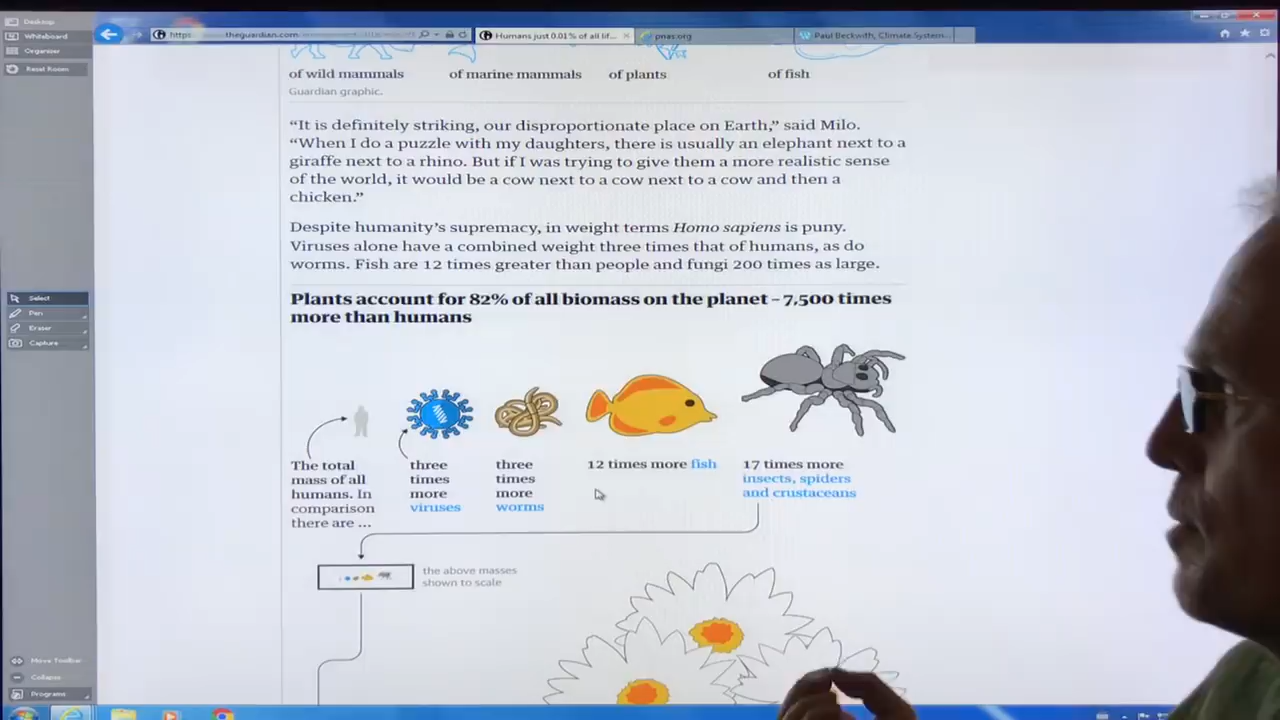 Desktop
Whiteboard
Organizer
Reset Room
https
theguardian.com
Humans just 0.01% of all lif...
pnas.org
Paul Beckwith, Climate System...
of wild mammals
of marine mammals
of plants
of fish
Guardian graphic.
“It is definitely striking, our disproportionate place on Earth,” said Milo.
“When I do a puzzle with my daughters, there is usually an elephant next to a
giraffe next to a rhino. But if I was trying to give them a more realistic sense
of the world, it would be a cow next to a cow next to a cow and then a
chicken.”
Despite humanity’s supremacy, in weight terms Homo sapiens is puny.
Viruses alone have a combined weight three times that of humans, as do
worms. Fish are 12 times greater than people and fungi 200 times as large.
Plants account for 82% of all biomass on the planet – 7,500 times
more than humans
The total
mass of all
humans. In
comparison
there are ...
three
times
more
viruses
three
times
more
worms
12 times more fish
17 times more
insects, spiders
and crustaceans
the above masses
shown to scale
Select
Pen
Eraser
Capture
Move Toolbar
Collapse
Programs